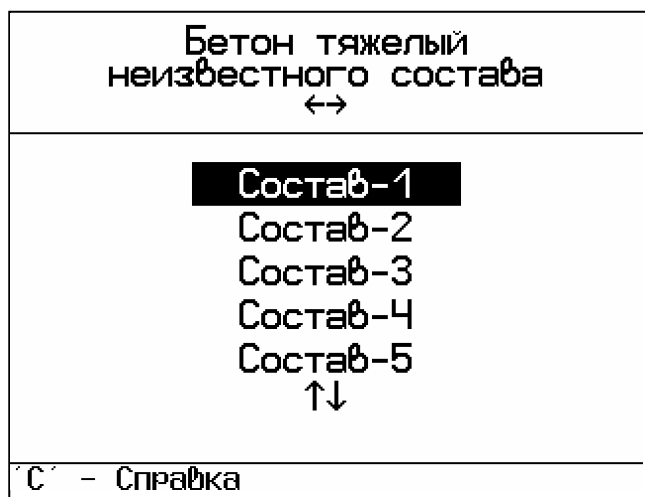 Бетон тяжелый
неизвестного состава
←→
Состав-1
Состав-2
Состав-3
Состав-4
Состав-5
↑↓
´С´ - Справка